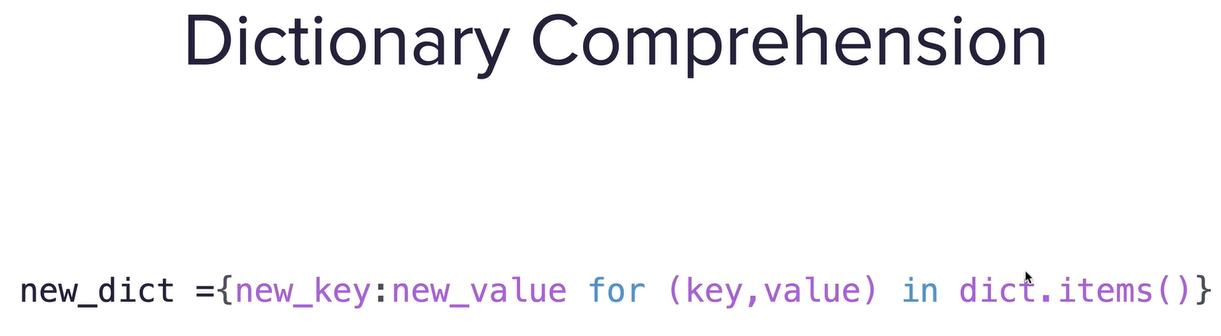 Dictionary Comprehension
new_dict ={new_key:new_value for (key,value) in dict.items()}